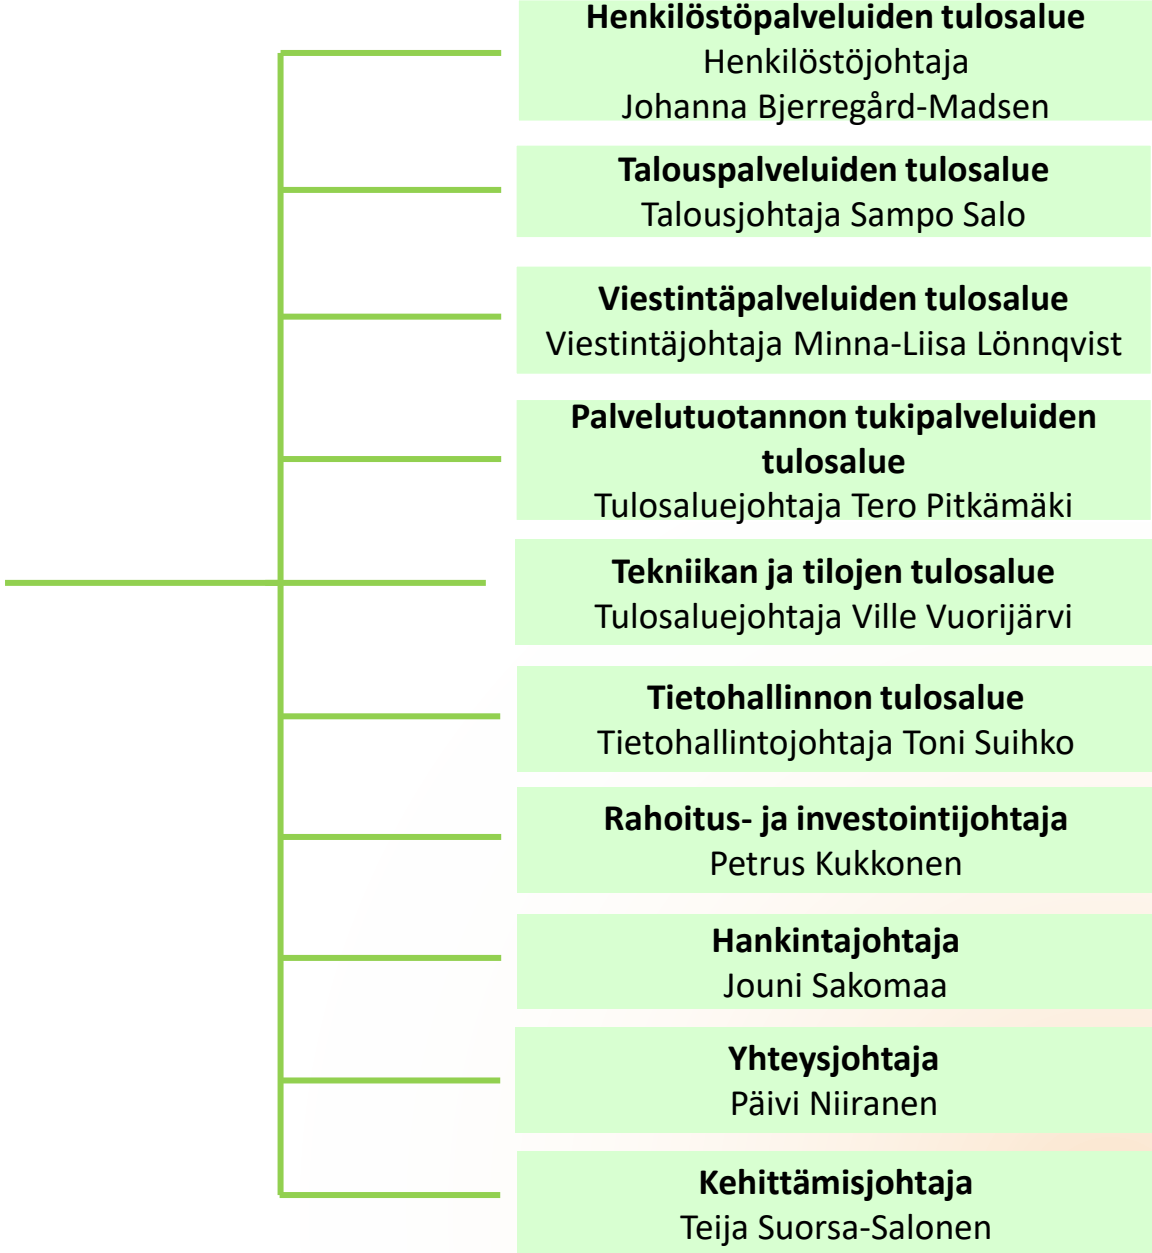 Henkilöstöpalveluiden tulosalue
Henkilöstöjohtaja
Johanna Bjerregård-Madsen
Talouspalveluiden tulosalue
Talousjohtaja Sampo Salo
Viestintäpalveluiden tulosalue
Viestintäjohtaja Minna-Liisa Lönnqvist
Palvelutuotannon tukipalveluiden
tulosalue
Tulosaluejohtaja Tero Pitkämäki
Tekniikan ja tilojen tulosalue
Tulosaluejohtaja Ville Vuorijärvi
Tietohallinnon tulosalue
Tietohallintojohtaja Toni Suihko
Rahoitus- ja investointijohtaja
Petrus Kukkonen
Hankintajohtaja
Jouni Sakomaa
Yhteysjohtaja
Päivi Niiranen
Kehittämisjohtaja
Teija Suorsa-Salonen